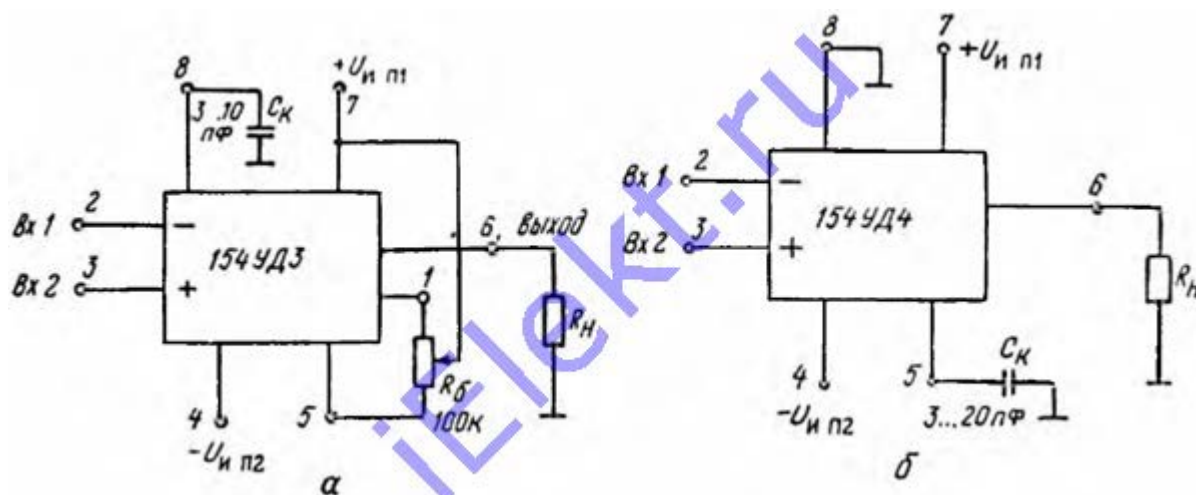 8
3 .10
пФ
Cк
+Uи п1
7
Вх 1
2
−
Вх 2
3
+
154УД3
6. Выход
1
Rн
Rб
100к
4
−Uи п2
5
а
8
7
+Uи п1
Вх 1
2
−
Вх 2
3
+
154УД4
6
Rн
4
−Uи п2
5
Cк
3...20пФ
б
iElekt.ru